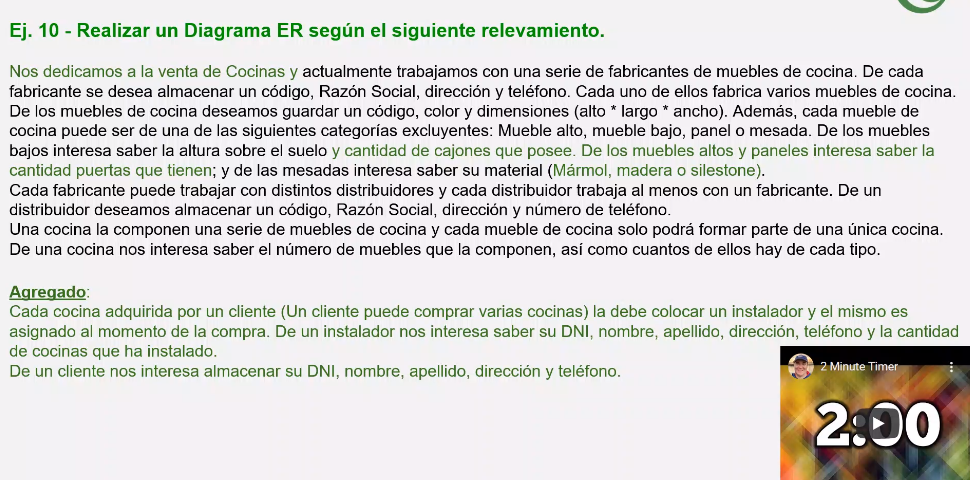 Ej. 10 - Realizar un Diagrama ER según el siguiente relevamiento.
Nos dedicamos a la venta de Cocinas y actualmente trabajamos con una serie de fabricantes de muebles de cocina. De cada
fabricante se desea almacenar un código, Razón Social, dirección y teléfono. Cada uno de ellos fabrica varios muebles de cocina.
De los muebles de cocina deseamos guardar un código, color y dimensiones (alto * largo * ancho). Además, cada mueble de
cocina puede ser de una de las siguientes categorías excluyentes: Mueble alto, mueble bajo, panel o mesada. De los muebles
bajos interesa saber la altura sobre el suelo y cantidad de cajones que posee. De los muebles altos y paneles interesa saber la
cantidad puertas que tienen; y de las mesadas interesa saber su material (Mármol, madera o silestone).
Cada fabricante puede trabajar con distintos distribuidores y cada distribuidor trabaja al menos con un fabricante. De un
distribuidor deseamos almacenar un código, Razón Social, dirección y número de teléfono.
Una cocina la componen una serie de muebles de cocina y cada mueble de cocina solo podrá formar parte de una única cocina.
De una cocina nos interesa saber el número de muebles que la componen, así como cuantos de ellos hay de cada tipo.
Agregado:
Cada cocina adquirida por un cliente (Un cliente puede comprar varias cocinas) la debe colocar un instalador y el mismo es
asignado al momento de la compra. De un instalador nos interesa saber su DNI, nombre, apellido, dirección, teléfono y la cantidad
de cocinas que ha instalado.
De un cliente nos interesa almacenar su DNI, nombre, apellido, dirección y teléfono.
2 Minute Timer
2:00